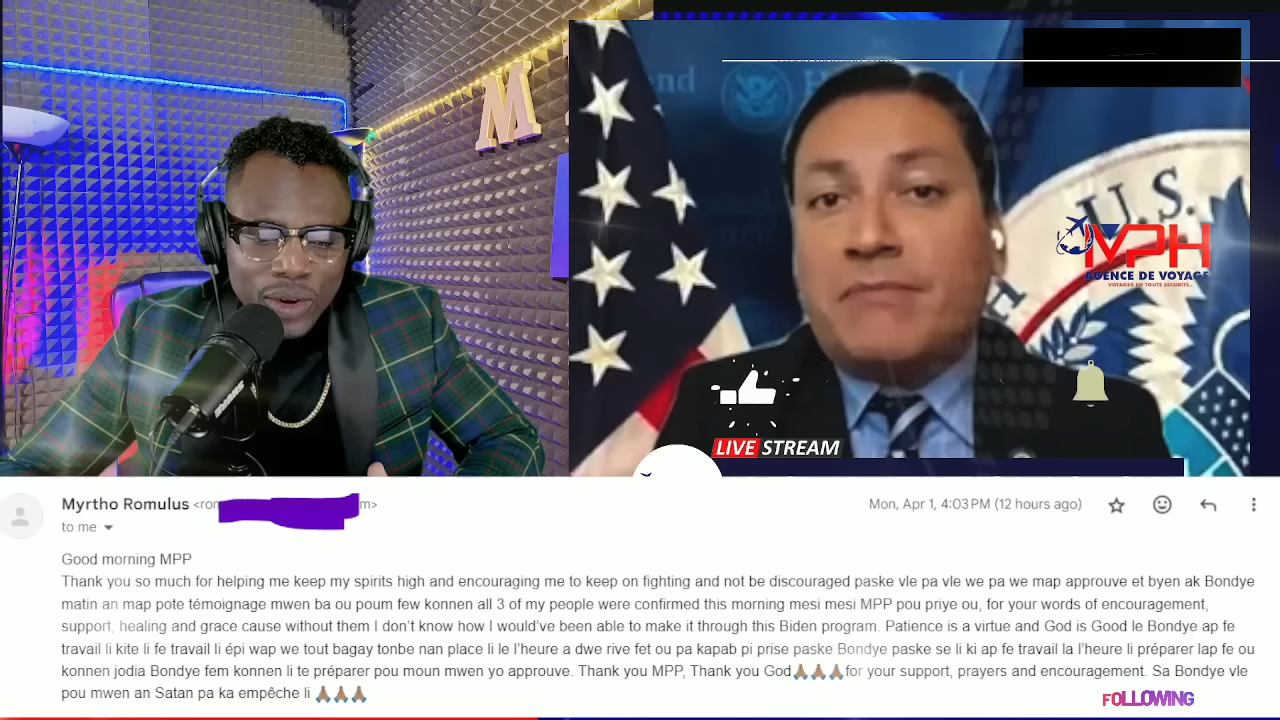 M
U.S.
MPH
AGENCE DE VOYAGE
VOYAGER EN TOUTE SECURITE...
LIVE STREAM
Myrtho Romulus
Mon, Apr 1, 4:03 PM (12 hours ago)
to me
Good morning MPP
Thank you so much for helping me keep my spirits high and encouraging me to keep on fighting and not be discouraged paske vle pa vle we pa we map approuve et byen ak Bondye
matin an map pote témoignage mwen ba ou poum few konnen all 3 of my people were confirmed this morning mesi mesi MPP pou priye ou, for your words of encouragement,
support, healing and grace cause without them I don't know how I would've been able to make it through this Biden program. Patience is a virtue and God is Good le Bondye ap fe
travail li kite li fe travail li épi wap we tout bagay tonbe nan place li le l'heure a dwe rive fet ou pa kapab pi prise paske Bondye paske se li ki ap fe travail la l'heure li préparer lap fe ou
konnen jodia Bondye fem konnen li te préparer pou moun mwen yo approuve. Thank you MPP, Thank you God🙏🏽🙏🏽🙏🏽for your support, prayers and encouragement. Sa Bondye vle
pou mwen an Satan pa ka empêche li 🙏🏽🙏🏽🙏🏽
FOLLOWING